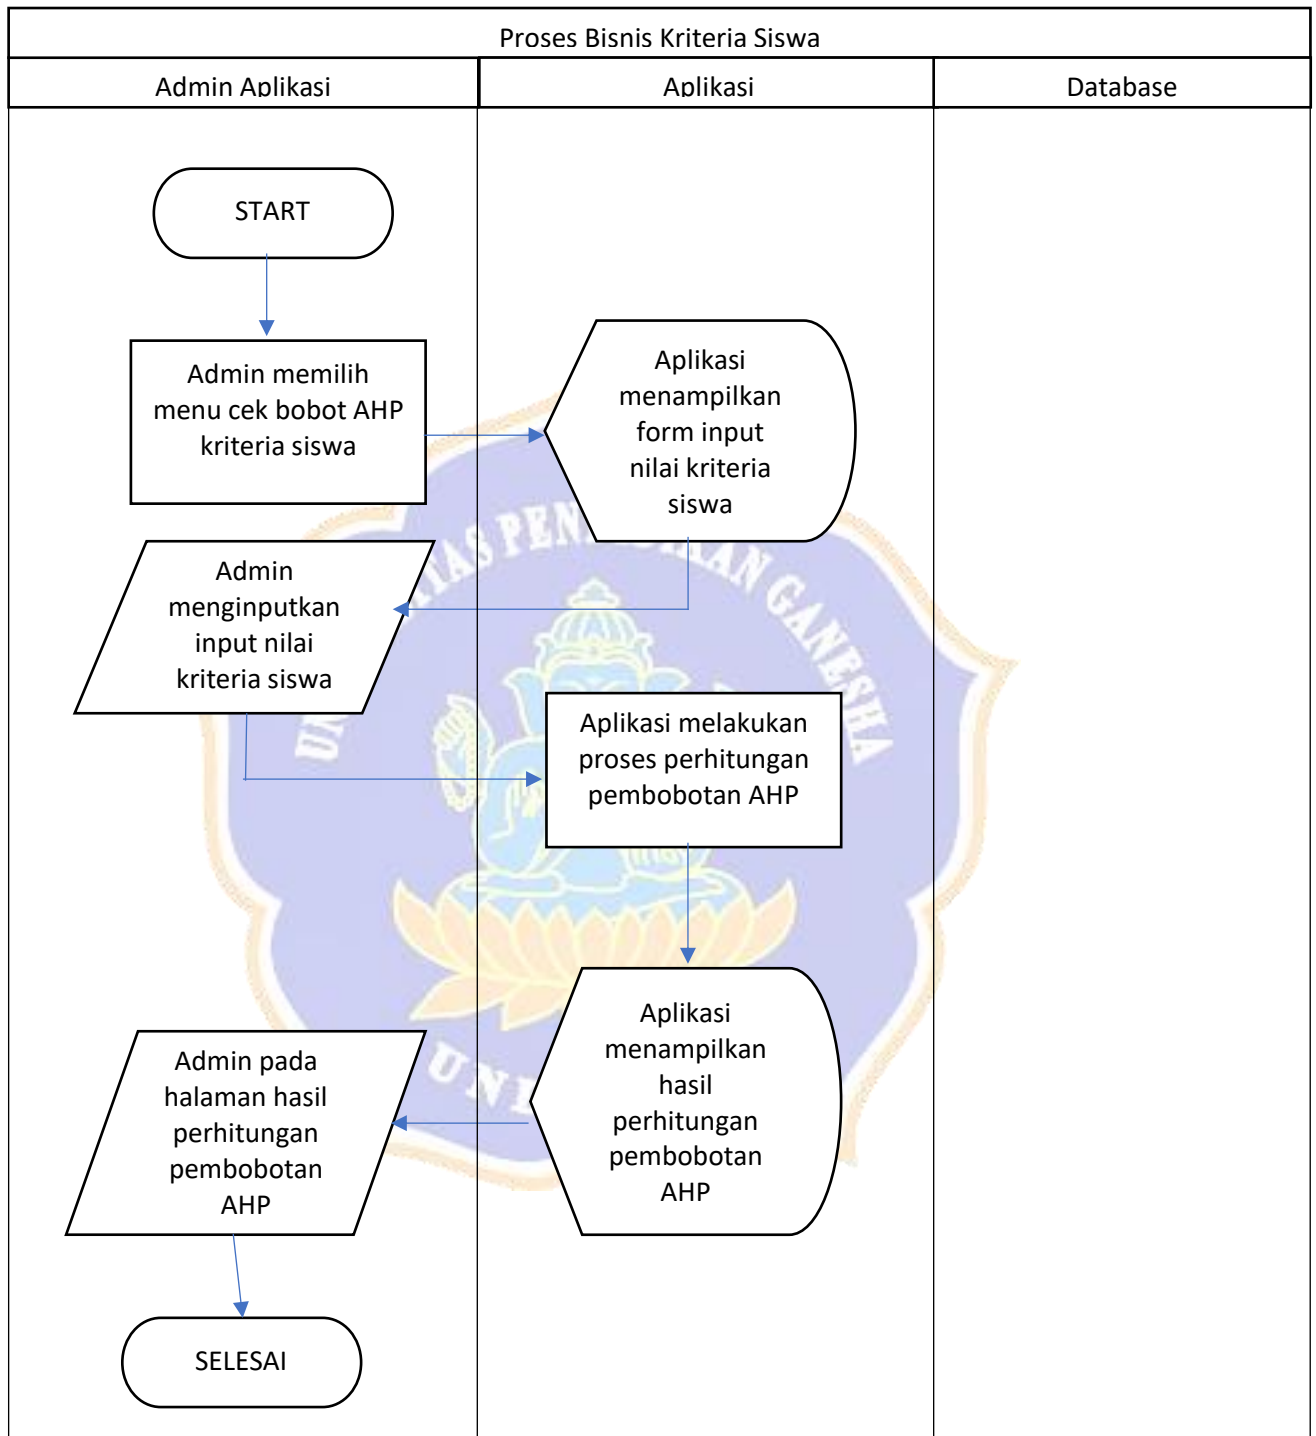 Proses Bisnis Kriteria Siswa
Admin Aplikasi
Aplikasi
Database
START
Admin memilih
menu cek bobot AHP
kriteria siswa
Aplikasi
menampilkan
form input
nilai kriteria
siswa
Admin
menginputkan
input nilai
kriteria siswa
Aplikasi melakukan
proses perhitungan
pembobotan AHP
Aplikasi
menampilkan
hasil
perhitungan
pembobotan
AHP
Admin pada
halaman hasil
perhitungan
pembobotan
AHP
SELESAI
GANESHA